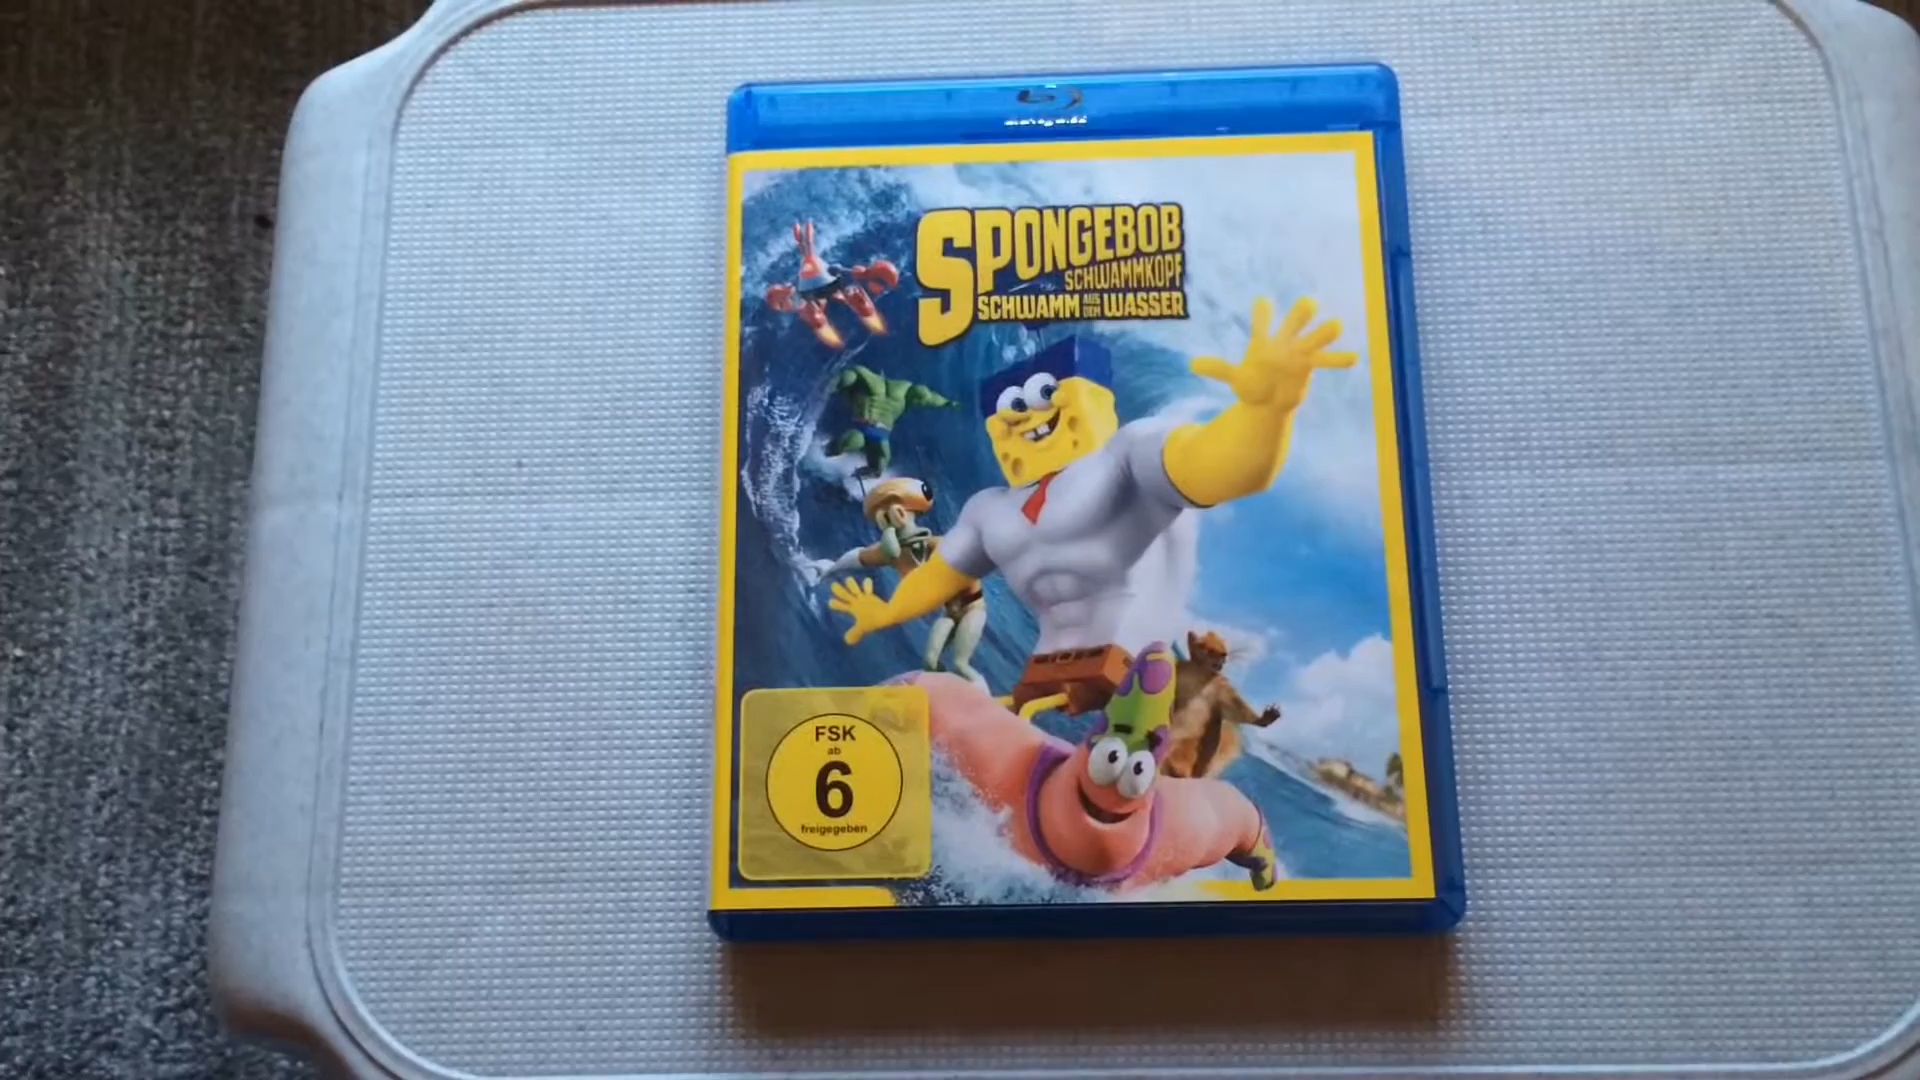 SPONGEBOB
SCHWAMMKOPF
SCHWAMM AUS DEM WASSER
FSK
ab
6
freigegeben